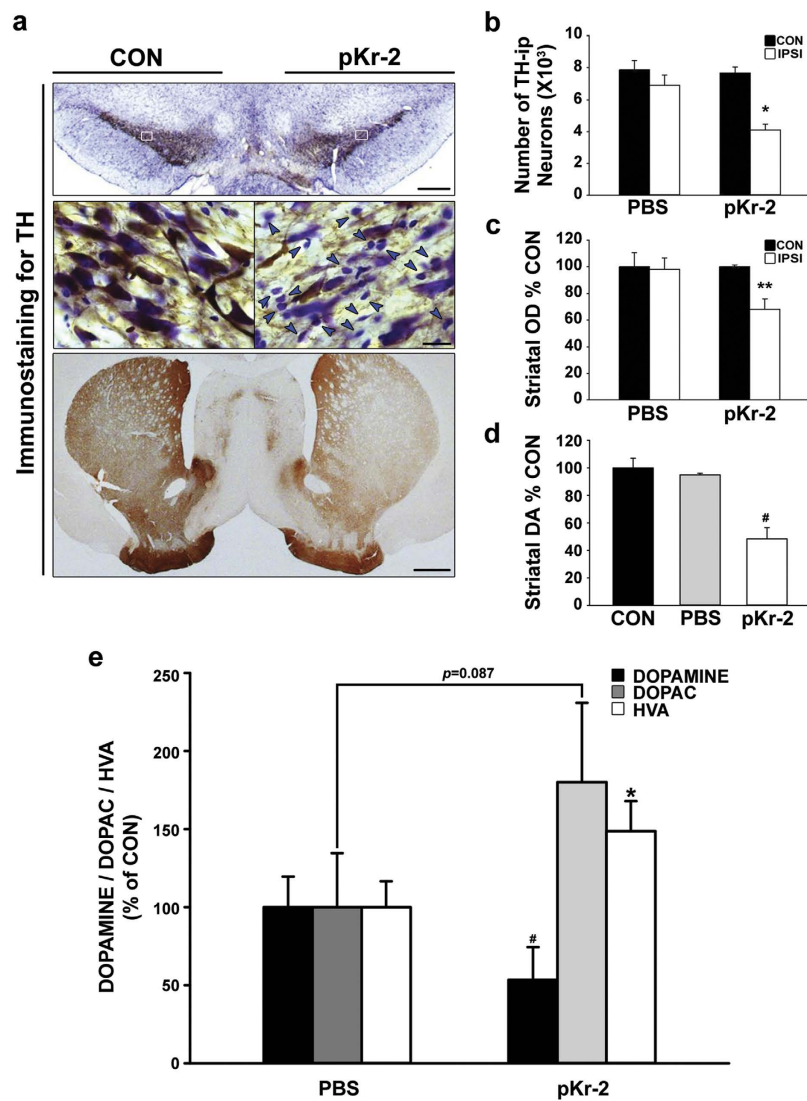 a
CON
pKr-2
Immunostaining for TH
b
Number of TH-ip
Neurons (X10³)
10
8
6
4
2
0
CON
IPSI
*
PBS
pKr-2
c
Striatal OD % CON
120
100
80
60
40
20
0
CON
IPSI
**
PBS
pKr-2
d
Striatal DA % CON
120
100
80
60
40
20
0
#
CON
PBS
pKr-2
e
DOPAMINE / DOPAC / HVA
(% of CON)
250
200
150
100
50
0
p=0.087
DOPAMINE
DOPAC
HVA
#
*
PBS
pKr-2